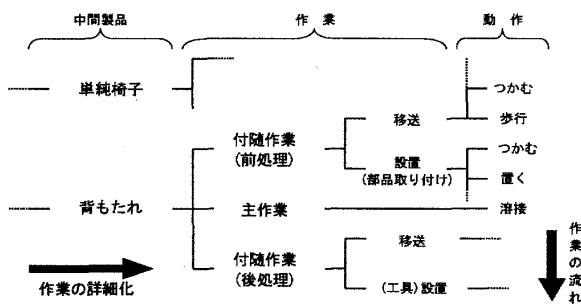 中間製品
作業
動作
単純椅子
つかむ
移送
歩行
付随作業
(前処理)
つかむ
設置
(部品取り付け)
置く
背もたれ
主作業
溶接
付随作業
(後処理)
移送
(工具)設置
作業の詳細化
作業の流れ